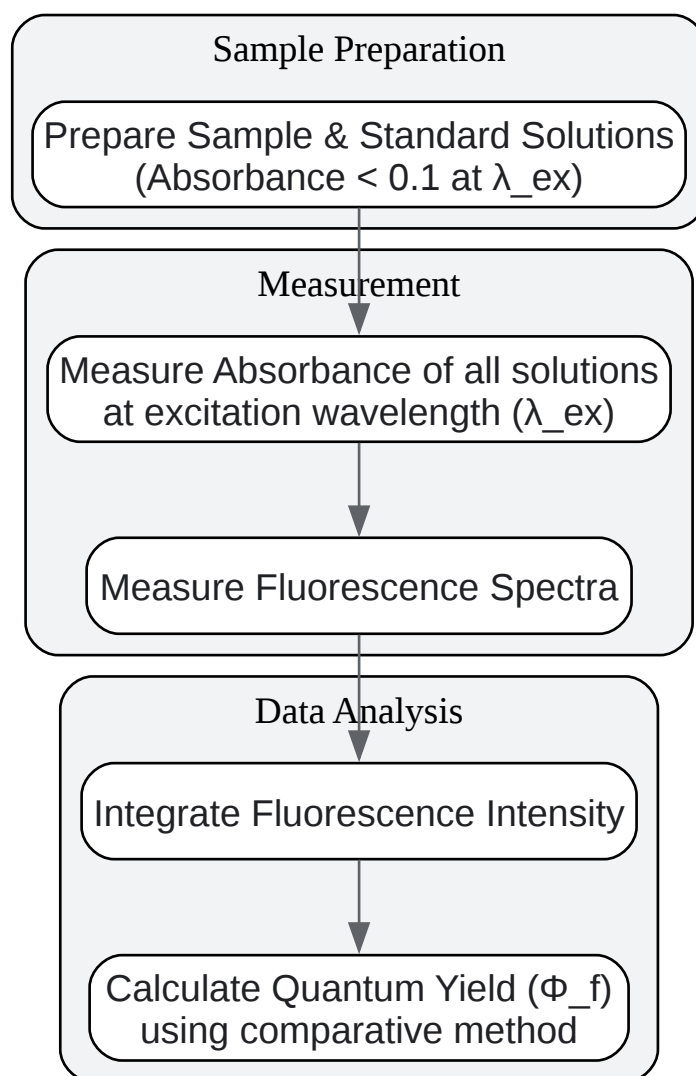 Sample Preparation
Prepare Sample & Standard Solutions
(Absorbance < 0.1 at λ_ex)
Measurement
Measure Absorbance of all solutions
at excitation wavelength (λ_ex)
Measure Fluorescence Spectra
Data Analysis
Integrate Fluorescence Intensity
Calculate Quantum Yield (Φ_f)
using comparative method